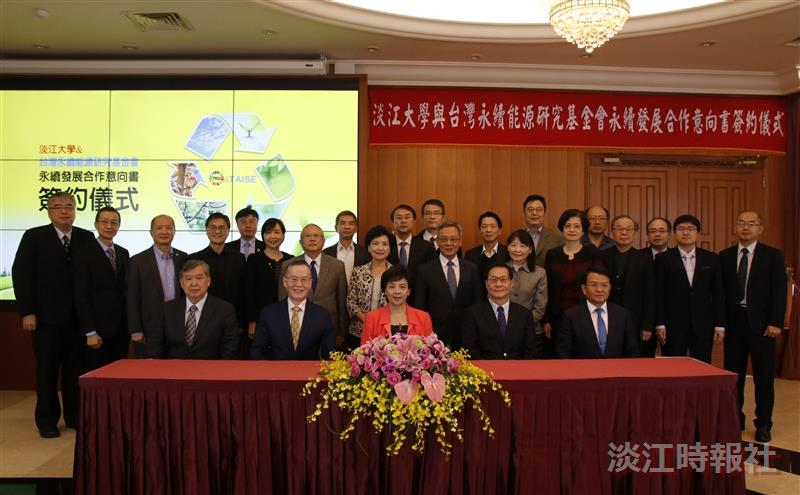 淡江大學與台灣永續能源研究基金會永續發展合作意向書簽約儀式
淡江大學&
台灣永續能源研究基金會
永續發展合作意向書
簽約儀式
TAISE
淡江時報社